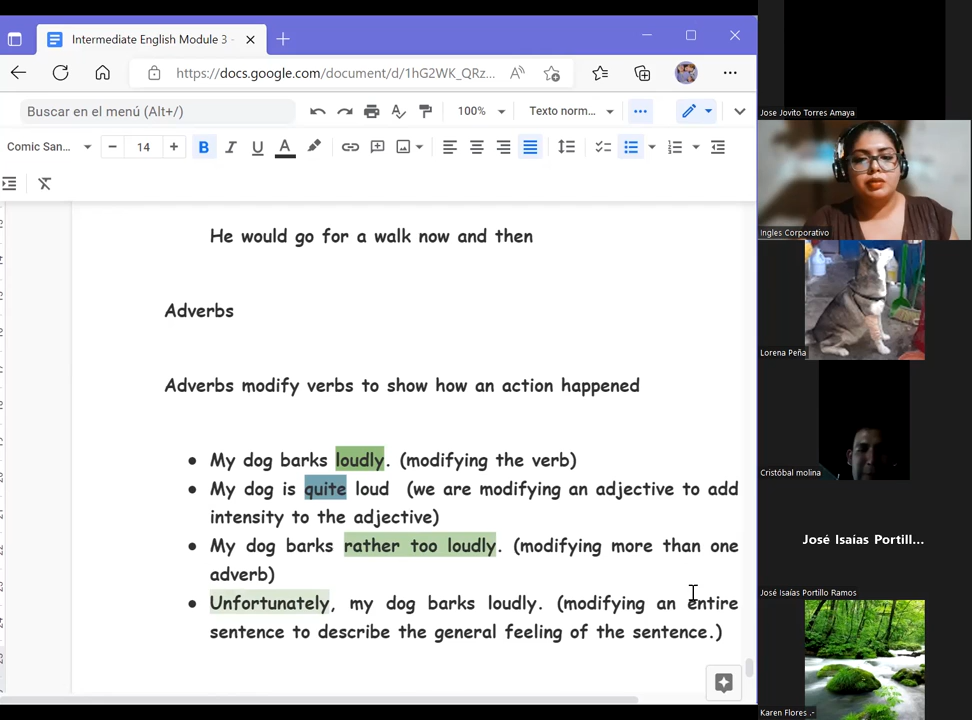 Intermediate English Module 3 -
https://docs.google.com/document/d/1hG2WK_QRz...
Buscar en el menú (Alt+/)
100%
Texto norm...
Comic San...
14
He would go for a walk now and then
Adverbs
Adverbs modify verbs to show how an action happened
My dog barks loudly. (modifying the verb)
My dog is quite loud (we are modifying an adjective to add
intensity to the adjective)
My dog barks rather too loudly. (modifying more than one
adverb)
Unfortunately, my dog barks loudly. (modifying an entire
sentence to describe the general feeling of the sentence.)
Jose Jovito Torres Amaya
Ingles Corporativo
Lorena Peña
Cristóbal molina
José Isaías Portill...
José Isaías Portillo Ramos
Karen Flores .-